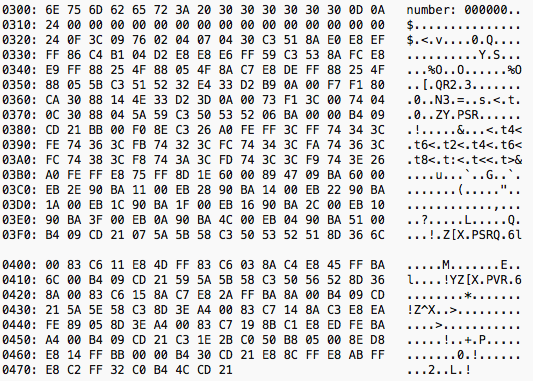 0300: 6E 75 6D 62 65 72 3A 20 30 30 30 30 30 30 0D 0A number: 000000..
0310: 24 00 00 00 00 00 00 00 00 00 00 00 00 00 00 00 $...............
0320: 24 0F 3C 09 76 02 04 07 04 30 C3 51 8A E0 E8 EF $.<.v....0.Q....
0330: FF 86 C4 B1 04 D2 E8 E8 E6 FF 59 C3 53 8A FC E8 ..........Y.S...
0340: E9 FF 88 25 4F 88 05 4F 8A C7 E8 DE FF 88 25 4F ...%O..O......%O
0350: 88 05 5B C3 51 52 32 E4 33 D2 B9 0A 00 F7 F1 80 ..[.QR2.3.......
0360: CA 30 88 14 4E 33 D2 3D 0A 00 73 F1 3C 00 74 04 .0..N3.=..s.<.t.
0370: 0C 30 88 04 5A 59 C3 50 53 52 06 BA 00 00 B4 09 .0..ZY.PSR......
0380: CD 21 BB 00 F0 8E C3 26 A0 FE FF 3C FF 74 34 3C .!.....&...<.t4<
0390: FE 74 36 3C FB 74 32 3C FC 74 34 3C FA 74 36 3C .t6<.t2<.t4<.t6<
03A0: FC 74 38 3C F8 74 3A 3C FD 74 3C 3C F9 74 3E 26 .t8<.t:<.t<<.t>&
03B0: A0 FE FF E8 75 FF 8D 1E 60 00 89 47 09 BA 60 00 ....u...`..G..`.
03C0: EB 2E 90 BA 11 00 EB 28 90 BA 14 00 EB 22 90 BA .......(....."..
03D0: 1A 00 EB 1C 90 BA 1F 00 EB 16 90 BA 2C 00 EB 10 ............,...
03E0: 90 BA 3F 00 EB 0A 90 BA 4C 00 EB 04 90 BA 51 00 ..?.....L.....Q.
03F0: B4 09 CD 21 07 5A 5B 58 C3 50 53 52 51 8D 36 6C ...!.Z[X.PSRQ.6l
0400: 00 83 C6 11 E8 4D FF 83 C6 03 8A C4 E8 45 FF BA .....M.......E..
0410: 6C 00 B4 09 CD 21 59 5A 5B 58 C3 50 56 52 8D 36 l....!YZ[X.PVR.6
0420: 8A 00 83 C6 15 8A C7 E8 2A FF BA 8A 00 B4 09 CD ........*.......
0430: 21 5A 5E 58 C3 8D 3E A4 00 83 C7 14 8A C3 E8 EA !Z^X..>.........
0440: FE 89 05 8D 3E A4 00 83 C7 19 8B C1 E8 ED FE BA ....>...........
0450: A4 00 B4 09 CD 21 C3 1E 2B C0 50 B8 05 00 8E D8 .....!..+.P.....
0460: E8 14 FF BB 00 00 B4 30 CD 21 E8 8C FF E8 AB FF .......0.!......
0470: E8 C2 FF 32 C0 B4 4C CD 21 ...2..L.!